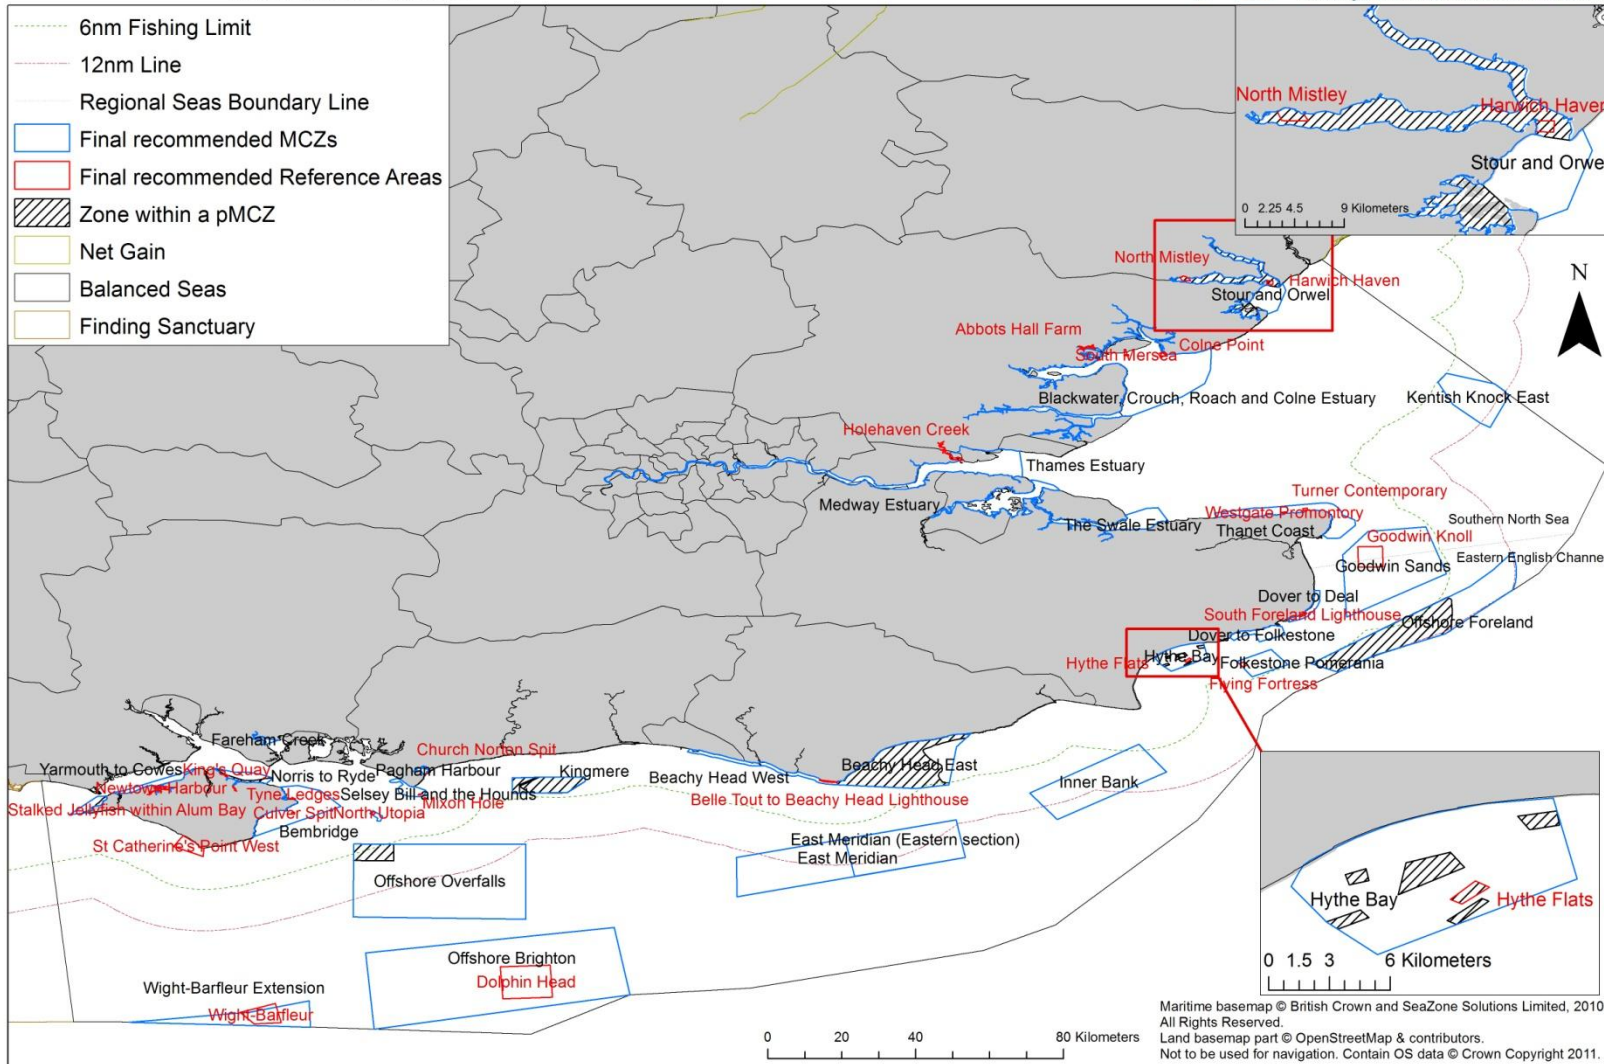 6nm Fishing Limit
12nm Line
Regional Seas Boundary Line
Final recommended MCZs
Final recommended Reference Areas
Zone within a pMCZ
Net Gain
Balanced Seas
Finding Sanctuary
North Mistley
Harwich Haven
Stour and Orwe
0 2.25 4.5 9 Kilometers
N
North Mistley
Harwich Haven
Stour and Orwel
Abbots Hall Farm
South Mersea
Colne Point
Blackwater, Crouch, Roach and Colne Estuary
Kentish Knock East
Holehaven Creek
Thames Estuary
Medway Estuary
The Swale Estuary
Turner Contemporary
Westgate Promontory
Thanet Coast
Southern North Sea
Goodwin Knoll
Eastern English Channe
Goodwin Sands
Dover to Deal
South Foreland Lighthouse
Offshore Foreland
Dover to Folkestone
Hythe Flats
Hythe Bay
Folkestone Pomerania
Flying Fortress
Fareham Creek
Church Norton Spit
Yarmouth to Cowes
King's Quay
Norris to Ryde
Pagham Harbour
Kingmere
Beachy Head West
Beachy Head East
Inner Bank
Newtown Harbour
Tyne Ledges
Selsey Bill and the Hounds
Mixon Hole
Belle Tout to Beachy Head Lighthouse
Stalked Jellyfish within Alum Bay
Culver Spit
North Utopia
Bembridge
St Catherine's Point West
East Meridian (Eastern section)
East Meridian
Offshore Overfalls
Offshore Brighton
Dolphin Head
Wight-Barfleur Extension
Wight-Barfleur
Hythe Bay
Hythe Flats
0 1.5 3 6 Kilometers
0 20 40 80 Kilometers
Maritime basemap © British Crown and SeaZone Solutions Limited, 2010
All Rights Reserved.
Land basemap part © OpenStreetMap & contributors.
Not to be used for navigation. Contain OS data © Crown Copyright 2011.